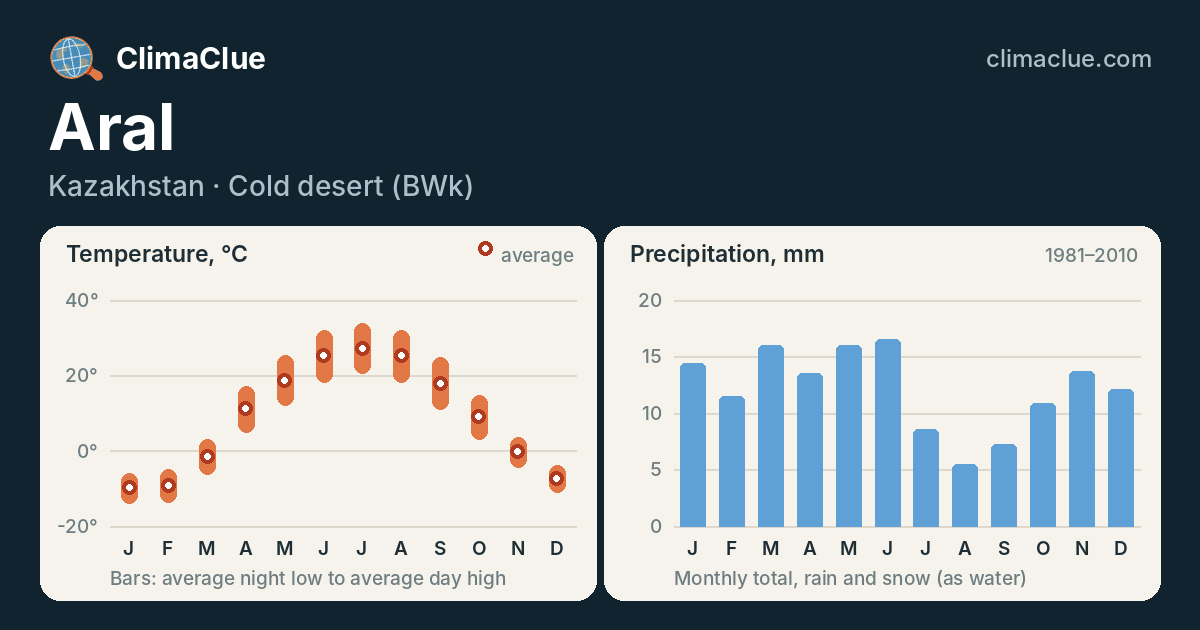 ClimaClue
climaclue.com
Aral
Kazakhstan · Cold desert (BWk)
Temperature, °C
average
40°
20°
0°
-20°
J F M A M J J A S O N D
Bars: average night low to average day high
Precipitation, mm
1981–2010
20
15
10
5
0
J F M A M J J A S O N D
Monthly total, rain and snow (as water)